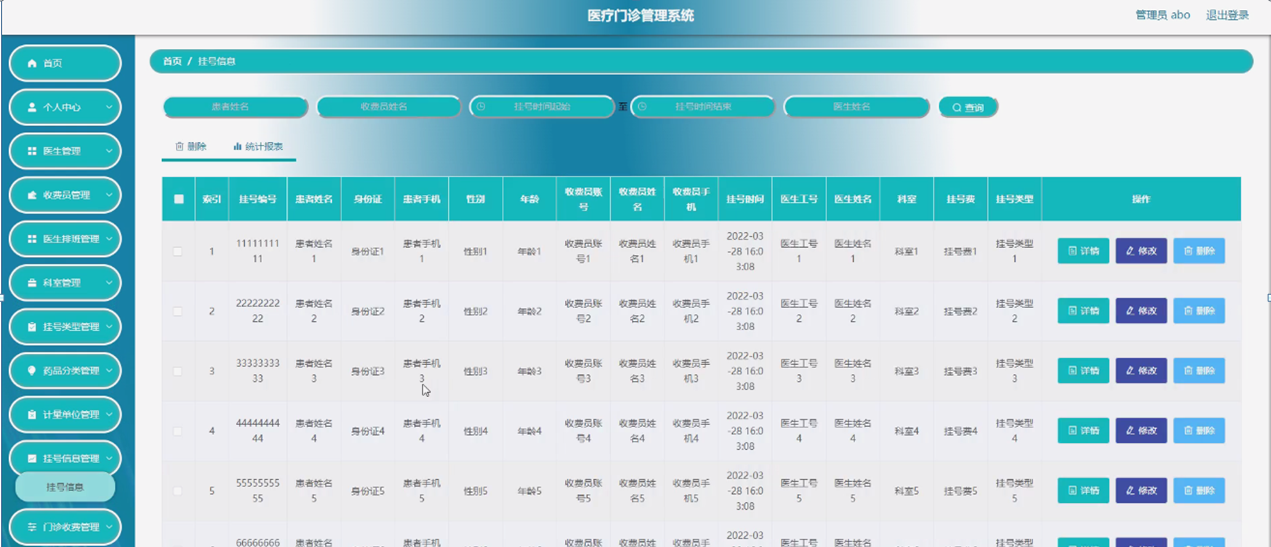 医疗门诊管理系统
管理员 abo 退出登录
首页
个人中心
医生管理
收费员管理
医生排班管理
科室管理
挂号类型管理
药品分类管理
计量单位管理
挂号信息管理
挂号信息
门诊收费管理
首页 / 挂号信息
患者姓名 收费员姓名 挂号时间起始 至 挂号时间结束 医生姓名 查询
删除 统计报表
索引 挂号编号 患者姓名 身份证 患者手机 性别 年龄 收费员账 收费员姓 收费员手 挂号时间 医生工号 医生姓名 科室 挂号费 挂号类型 操作
号 名 机
11111111 患者姓名 患者手机 收费员账 收费员姓 收费员手 2022-03 医生工号 医生姓名 挂号类型
1 身份证1 性别1 年龄1 -28 16:0 科室1 挂号费1 详情 修改 删除
11 1 1 号1 名1 机1 3:08 1 1 1
22222222 患者姓名 患者手机 收费员账 收费员姓 收费员手 2022-03 医生工号 医生姓名 挂号类型
2 身份证2 性别2 年龄2 -28 16:0 科室2 挂号费2 详情 修改 删除
22 2 2 号2 名2 机2 3:08 2 2 2
33333333 患者姓名 患者手机 收费员账 收费员姓 收费员手 2022-03 医生工号 医生姓名 挂号类型
3 身份证3 性别3 年龄3 -28 16:0 科室3 挂号费3 详情 修改 删除
33 3 3 号3 名3 机3 3:08 3 3 3
44444444 患者姓名 患者手机 收费员账 收费员姓 收费员手 2022-03 医生工号 医生姓名 挂号类型
4 身份证4 性别4 年龄4 -28 16:0 科室4 挂号费4 详情 修改 删除
44 4 4 号4 名4 机4 3:08 4 4 4
55555555 患者姓名 患者手机 收费员账 收费员姓 收费员手 2022-03 医生工号 医生姓名 挂号类型
5 身份证5 性别5 年龄5 -28 16:0 科室5 挂号费5 详情 修改 删除
55 5 5 号5 名5 机5 3:08 5 5 5
66666666 患者姓名 患者手机 收费员账 收费员姓 收费员手 2022-03 医生工号 医生姓名 挂号类型